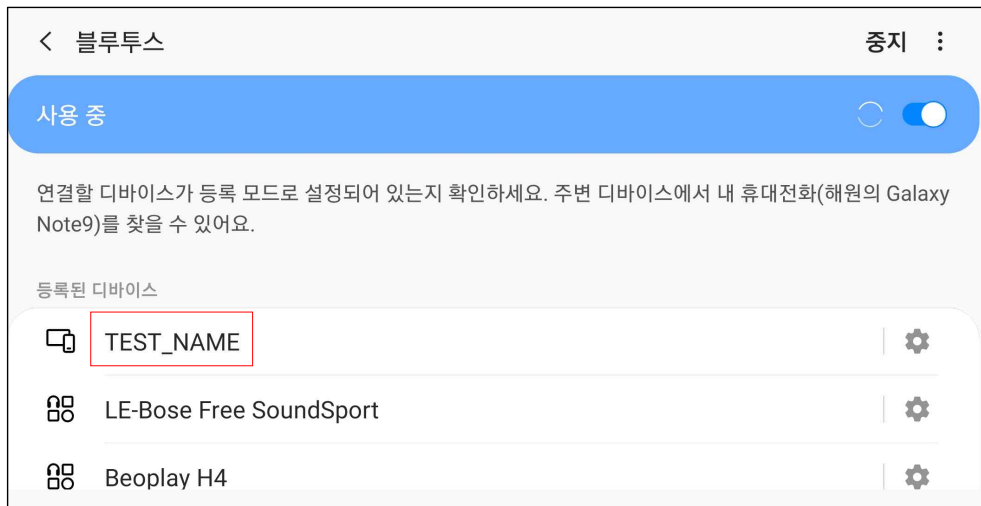 블루투스
중지
사용 중
연결할 디바이스가 등록 모드로 설정되어 있는지 확인하세요. 주변 디바이스에서 내 휴대전화(해원의 Galaxy
Note9)를 찾을 수 있어요.
등록된 디바이스
TEST_NAME
LE-Bose Free SoundSport
Beoplay H4